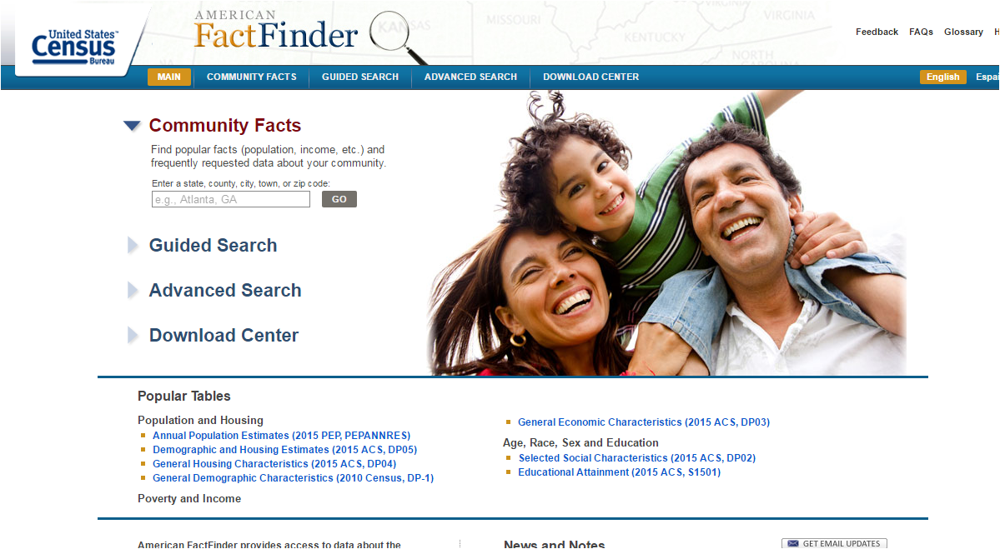 United States™
Census
Bureau
AMERICAN
FactFinder
KANSAS
MISSOURI
KENTUCKY
VIRGINIA
VIRGINIA
NORTH
CAROLINA
Feedback FAQs Glossary H
MAIN COMMUNITY FACTS GUIDED SEARCH ADVANCED SEARCH DOWNLOAD CENTER English Espa
Community Facts
Find popular facts (population, income, etc.) and
frequently requested data about your community.
Enter a state, county, city, town, or zip code:
e.g., Atlanta, GA GO
Guided Search
Advanced Search
Download Center
Popular Tables
Population and Housing
Annual Population Estimates (2015 PEP, PEPANNRES)
Demographic and Housing Estimates (2015 ACS, DP05)
General Housing Characteristics (2015 ACS, DP04)
General Demographic Characteristics (2010 Census, DP-1)
Poverty and Income
General Economic Characteristics (2015 ACS, DP03)
Age, Race, Sex and Education
Selected Social Characteristics (2015 ACS, DP02)
Educational Attainment (2015 ACS, S1501)
American FactFinder provides access to data about the
News and Notes
GET EMAIL UPDATES